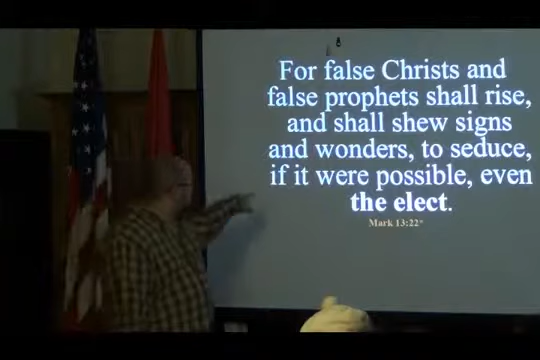 For false Christs and
false prophets shall rise,
and shall shew signs
and wonders, to seduce,
if it were possible, even
the elect.
Mark 13:22"